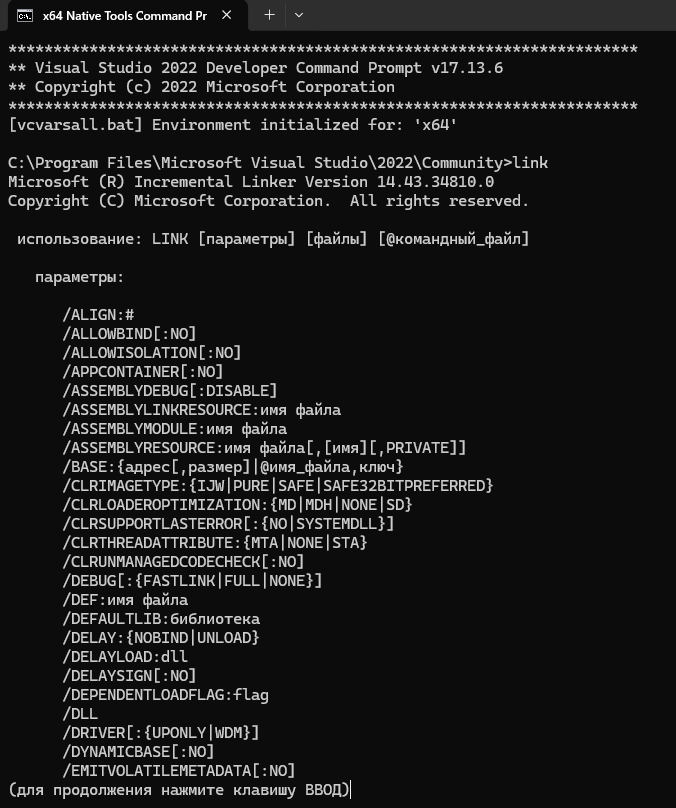 x64 Native Tools Command Pr
**********************************************************************
** Visual Studio 2022 Developer Command Prompt v17.13.6
** Copyright (c) 2022 Microsoft Corporation
**********************************************************************
[vcvarsall.bat] Environment initialized for: 'x64'
C:\Program Files\Microsoft Visual Studio\2022\Community>link
Microsoft (R) Incremental Linker Version 14.43.34810.0
Copyright (C) Microsoft Corporation.  All rights reserved.
использование: LINK [параметры] [файлы] [@командный_файл]
параметры:
/ALIGN:#
/ALLOWBIND[:NO]
/ALLOWISOLATION[:NO]
/APPCONTAINER[:NO]
/ASSEMBLYDEBUG[:DISABLE]
/ASSEMBLYLINKRESOURCE:имя файла
/ASSEMBLYMODULE:имя файла
/ASSEMBLYRESOURCE:имя файла[,[имя][,PRIVATE]]
/BASE:{адрес[,размер]|@имя_файла,ключ}
/CLRIMAGETYPE:{IJW|PURE|SAFE|SAFE32BITPREFERRED}
/CLRLOADEROPTIMIZATION:{MD|MDH|NONE|SD}
/CLRSUPPORTLASTERROR[:{NO|SYSTEMDLL}]
/CLRTHREADATTRIBUTE:{MTA|NONE|STA}
/CLRUNMANAGEDCODECHECK[:NO]
/DEBUG[:{FASTLINK|FULL|NONE}]
/DEF:имя файла
/DEFAULTLIB:библиотека
/DELAY:{NOBIND|UNLOAD}
/DELAYLOAD:dll
/DELAYSIGN[:NO]
/DEPENDENTLOADFLAG:flag
/DLL
/DRIVER[:{UPONLY|WDM}]
/DYNAMICBASE[:NO]
/EMITVOLATILEMETADATA[:NO]
(для продолжения нажмите клавишу ВВОД)